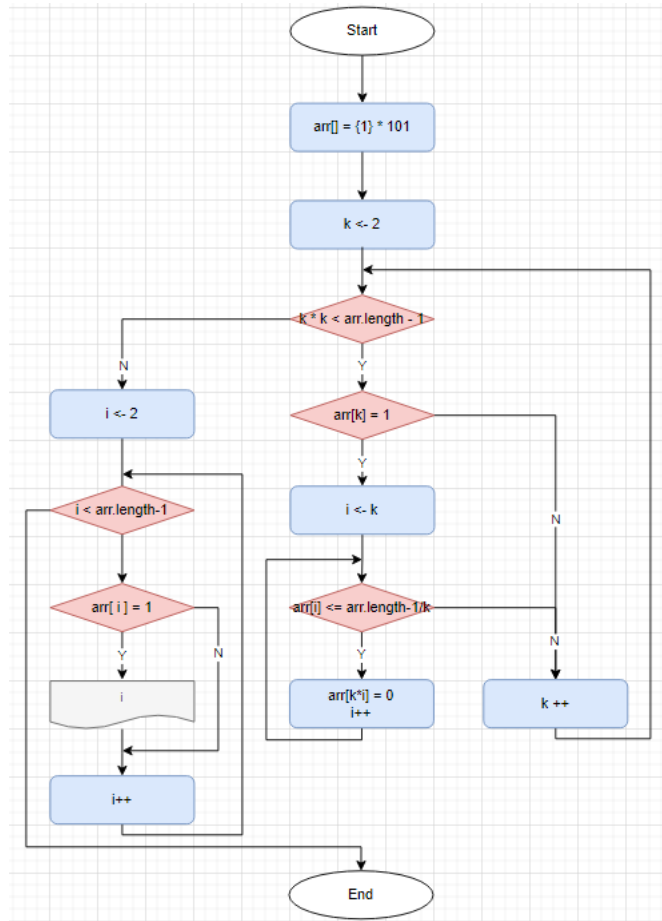 Start
arr[] = {1} * 101
k <- 2
k * k < arr.length - 1
N
Y
i <- 2
arr[k] = 1
Y
i < arr.length-1
i <- k
N
arr[ i ] = 1
arr[i] <= arr.length-1/k
Y
N
Y
N
i
arr[k*i] = 0
i++
k ++
i++
End